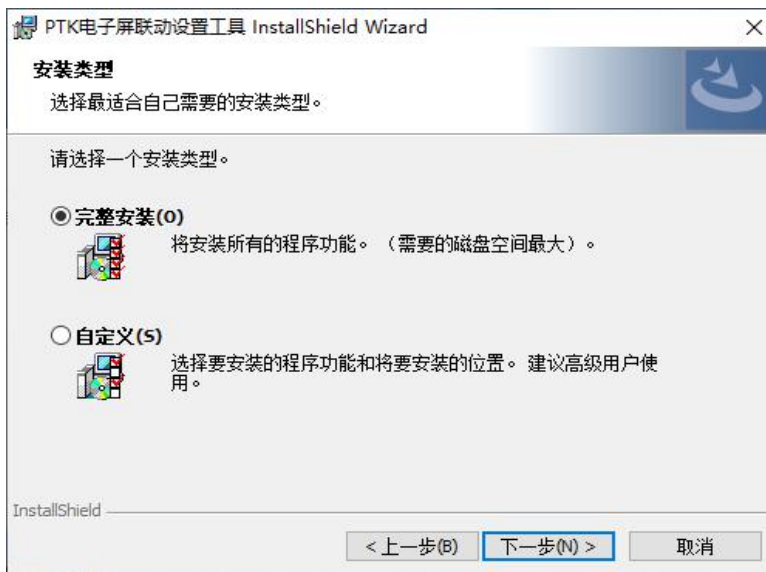 PTK电子屏联动设置工具 InstallShield Wizard
安装类型
选择最适合自己需要的安装类型。
请选择一个安装类型。
完整安装(O)
将安装所有的程序功能。（需要的磁盘空间最大）。
自定义(S)
选择要安装的程序功能和将要安装的位置。建议高级用户使
用。
InstallShield
<上一步(B)
下一步(N) >
取消